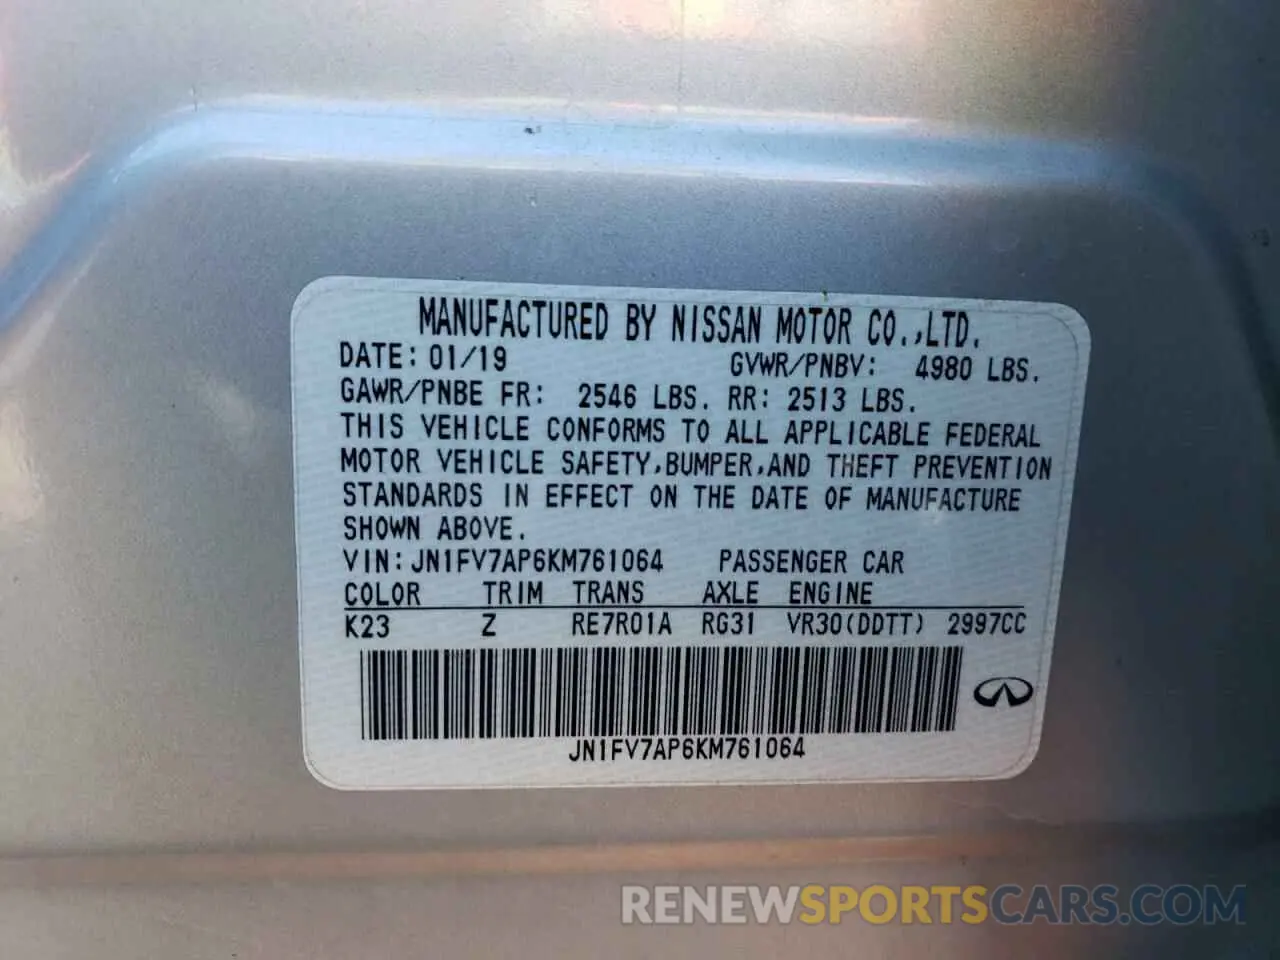 MANUFACTURED BY NISSAN MOTOR CO.,LTD.
DATE: 01/19 GVWR/PNBV: 4980 LBS.
GAWR/PNBE FR: 2546 LBS. RR: 2513 LBS.
THIS VEHICLE CONFORMS TO ALL APPLICABLE FEDERAL
MOTOR VEHICLE SAFETY,BUMPER,AND THEFT PREVENTION
STANDARDS IN EFFECT ON THE DATE OF MANUFACTURE
SHOWN ABOVE.
VIN: JN1FV7AP6KM761064 PASSENGER CAR
COLOR TRIM TRANS AXLE ENGINE
K23 Z RE7R01A RG31 VR30(DDTT) 2997CC
JN1FV7AP6KM761064
RENEWSPORTSCARS.COM